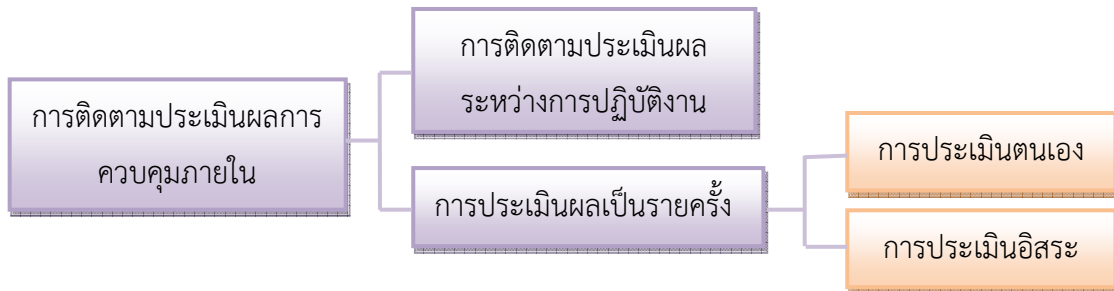 การติดตามประเมินผลการ
ควบคุมภายใน
การติดตามประเมินผล
ระหว่างการปฏิบัติงาน
การประเมินผลเป็นรายครั้ง
การประเมินตนเอง
การประเมินอิสระ